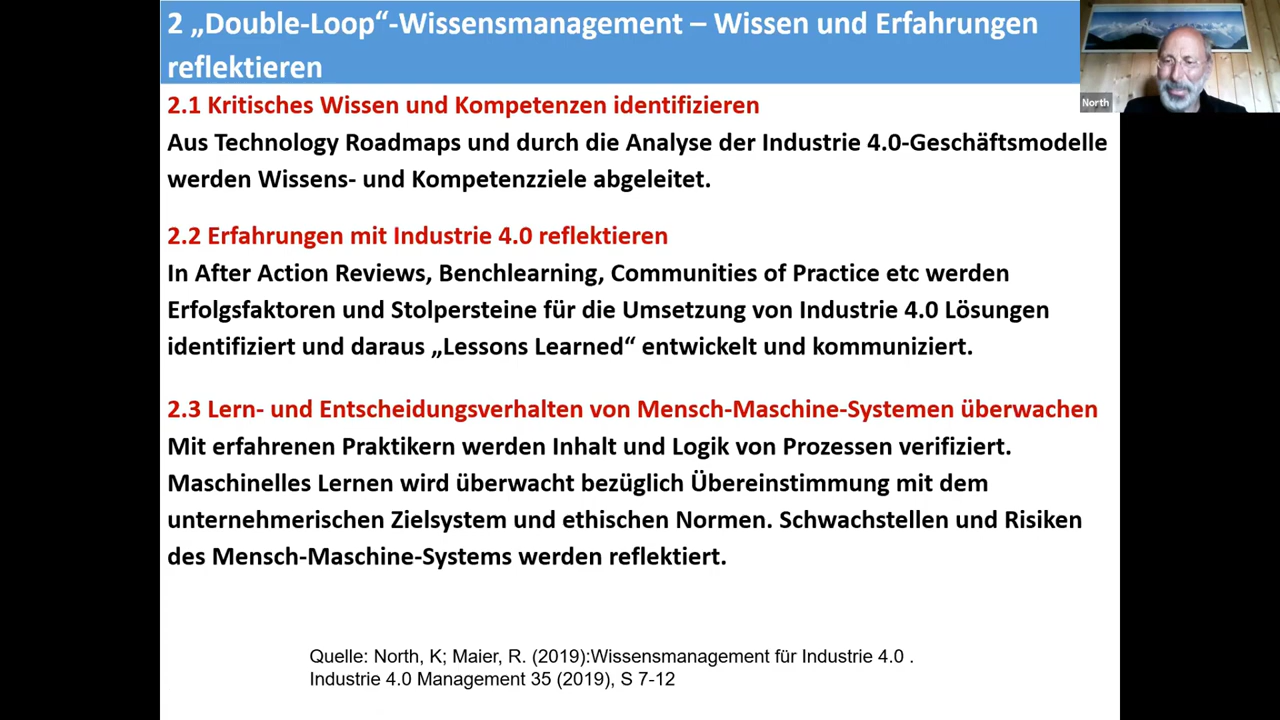 2 „Double-Loop“-Wissensmanagement – Wissen und Erfahrungen
reflektieren
North
2.1 Kritisches Wissen und Kompetenzen identifizieren
Aus Technology Roadmaps und durch die Analyse der Industrie 4.0-Geschäftsmodelle
werden Wissens- und Kompetenzziele abgeleitet.
2.2 Erfahrungen mit Industrie 4.0 reflektieren
In After Action Reviews, Benchlearning, Communities of Practice etc werden
Erfolgsfaktoren und Stolpersteine für die Umsetzung von Industrie 4.0 Lösungen
identifiziert und daraus „Lessons Learned“ entwickelt und kommuniziert.
2.3 Lern- und Entscheidungsverhalten von Mensch-Maschine-Systemen überwachen
Mit erfahrenen Praktikern werden Inhalt und Logik von Prozessen verifiziert.
Maschinelles Lernen wird überwacht bezüglich Übereinstimmung mit dem
unternehmerischen Zielsystem und ethischen Normen. Schwachstellen und Risiken
des Mensch-Maschine-Systems werden reflektiert.
Quelle: North, K; Maier, R. (2019):Wissensmanagement für Industrie 4.0 .
Industrie 4.0 Management 35 (2019), S 7-12